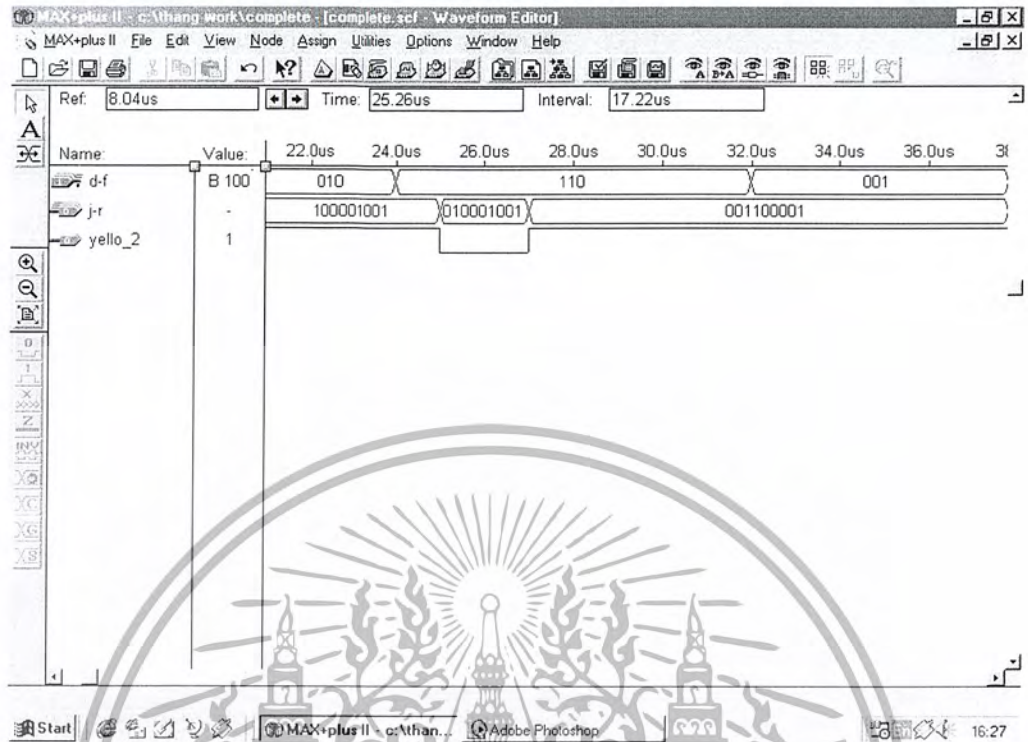 MAX+plus II - c:\thang work\complete - [complete.scf - Waveform Editor]
MAX+plus II File Edit View Node Assign Utilities Options Window Help
Ref: 8.04us Time: 25.26us Interval: 17.22us
Name: Value: 22.0us 24.0us 26.0us 28.0us 30.0us 32.0us 34.0us 36.0us 38
d-f B 100 010 110 001
j-r - 100001001 010001001 001100001
yello_2 1
Start MAX+plus II - c:\than... Adobe Photoshop 16:27